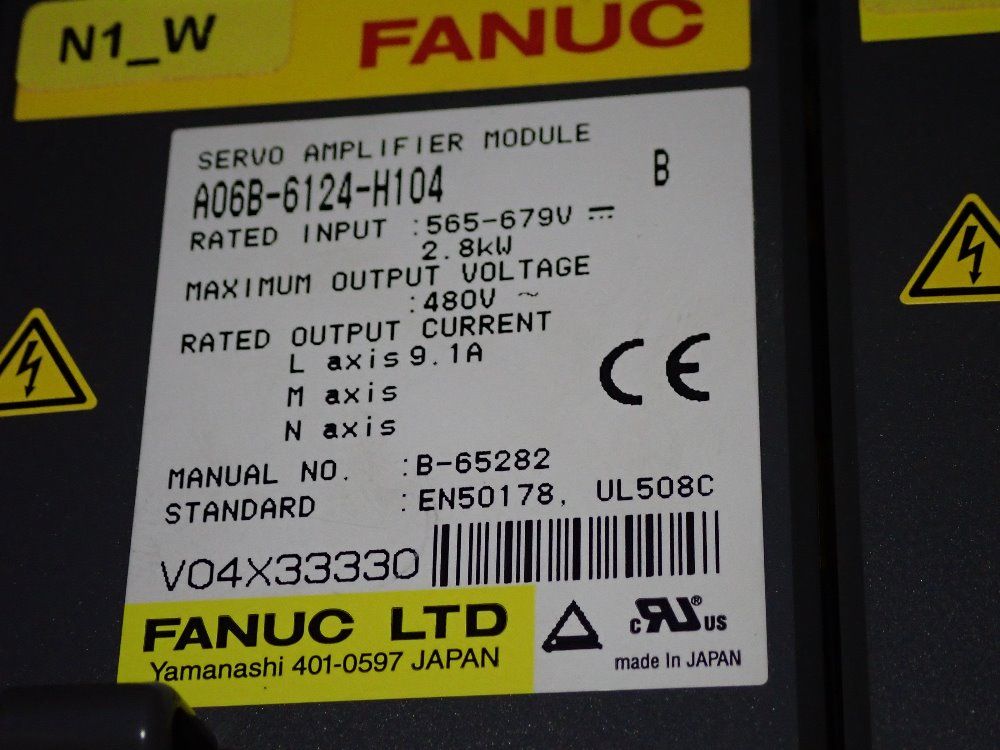 N1_W
FANUC
SERVO AMPLIFIER MODULE
A06B-6124-H104 B
RATED INPUT :565-679V ⎓
2.8kW
MAXIMUM OUTPUT VOLTAGE
:480V ~
RATED OUTPUT CURRENT
L axis 9.1A
M axis
N axis
CE
MANUAL NO. :B-65282
STANDARD :EN50178, UL508C
V04X33330
FANUC LTD
Yamanashi 401-0597 JAPAN
c RU ® US
made In JAPAN